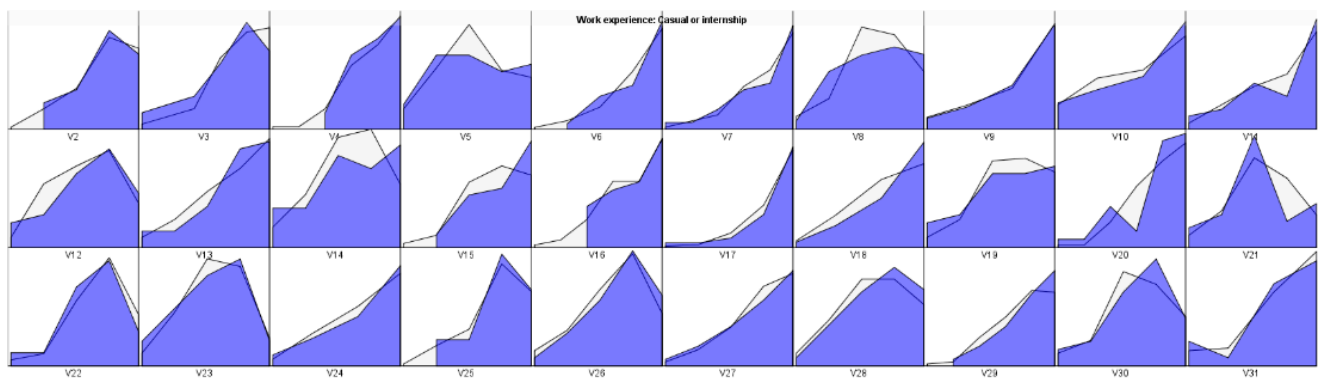 Work experience: Casual or internship
V2 V3 V4 V5 V6 V7 V8 V9 V10 V11
V12 V13 V14 V15 V16 V17 V18 V19 V20 V21
V22 V23 V24 V25 V26 V27 V28 V29 V30 V31